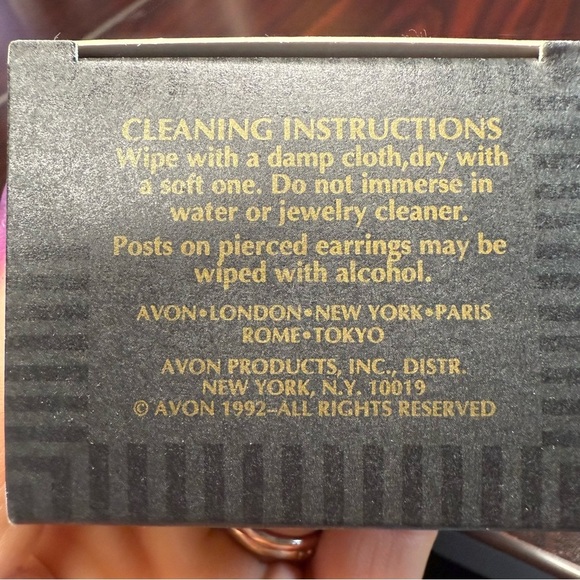 CLEANING INSTRUCTIONS
Wipe with a damp cloth,dry with
a soft one. Do not immerse in
water or jewelry cleaner.
Posts on pierced earrings may be
wiped with alcohol.
AVON•LONDON•NEW YORK•PARIS
ROME•TOKYO
AVON PRODUCTS, INC., DISTR.
NEW YORK, N.Y. 10019
© AVON 1992–ALL RIGHTS RESERVED